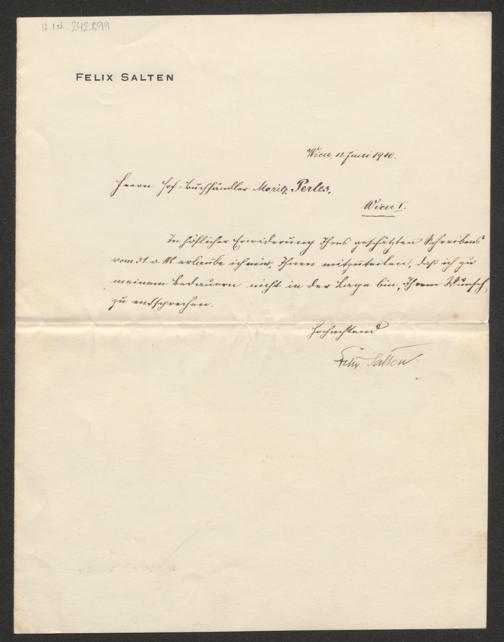 H.I.N. 242.899
FELIX SALTEN
Wien, 12. Juni 1910.
Herrn Hof-Buchhändler Moritz Perles,
Wien I.
In höflicher Erwiderung Ihres geschätzten Schreibens
vom 31. v. M. erlaube ich mir, Ihnen mitzuteilen, daß ich zu
meinem Bedauern nicht in der Lage bin, Ihrem Wunsch
zu entsprechen.
Hochachtend
Felix Salten